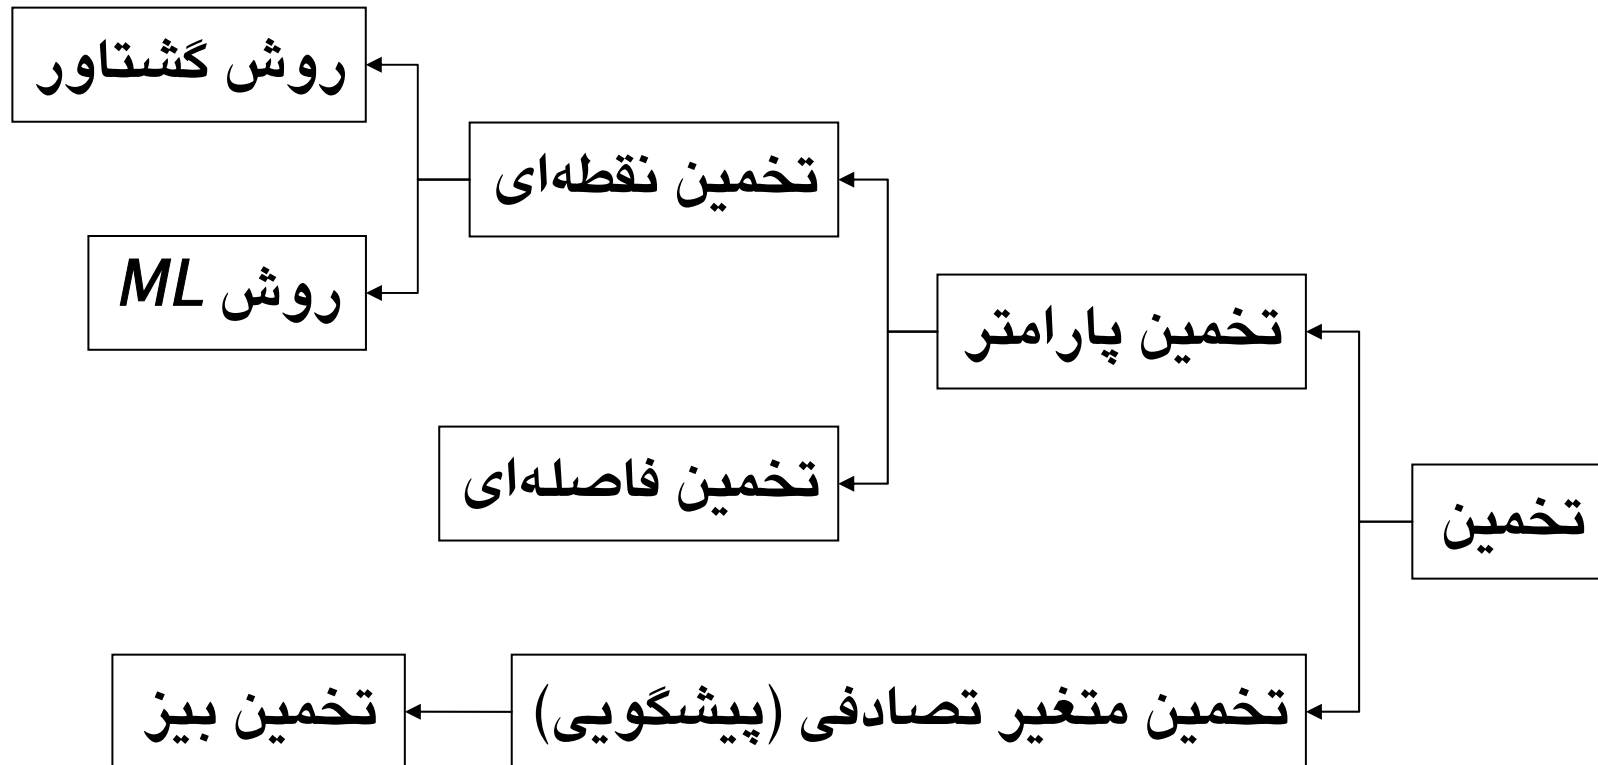 روش گشتاور
تخمین نقطه‌ای
روش ML
تخمین پارامتر
تخمین فاصله‌ای
تخمین
تخمین متغیر تصادفی (پیشگویی)
تخمین بیز